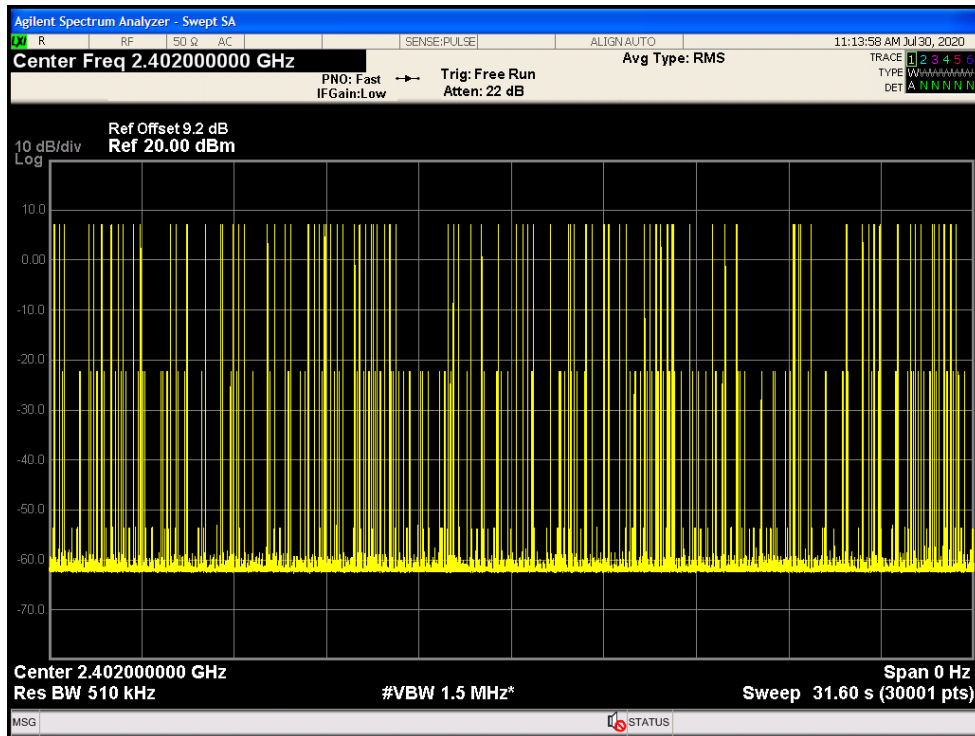 Agilent Spectrum Analyzer - Swept SA
LXI R RF 50 Ω AC SENSE:PULSE ALIGN AUTO 11:13:58 AM Jul 30, 2020
Center Freq 2.402000000 GHz Avg Type: RMS TRACE 1 2 3 4 5 6
PNO: Fast Trig: Free Run TYPE WWWWWW
IFGain:Low Atten: 22 dB DET A N N N N N
Ref Offset 9.2 dB
10 dB/div Ref 20.00 dBm
Log
10.0
0.00
-10.0
-20.0
-30.0
-40.0
-50.0
-60.0
-70.0
Center 2.402000000 GHz Span 0 Hz
Res BW 510 kHz #VBW 1.5 MHz* Sweep 31.60 s (30001 pts)
MSG STATUS